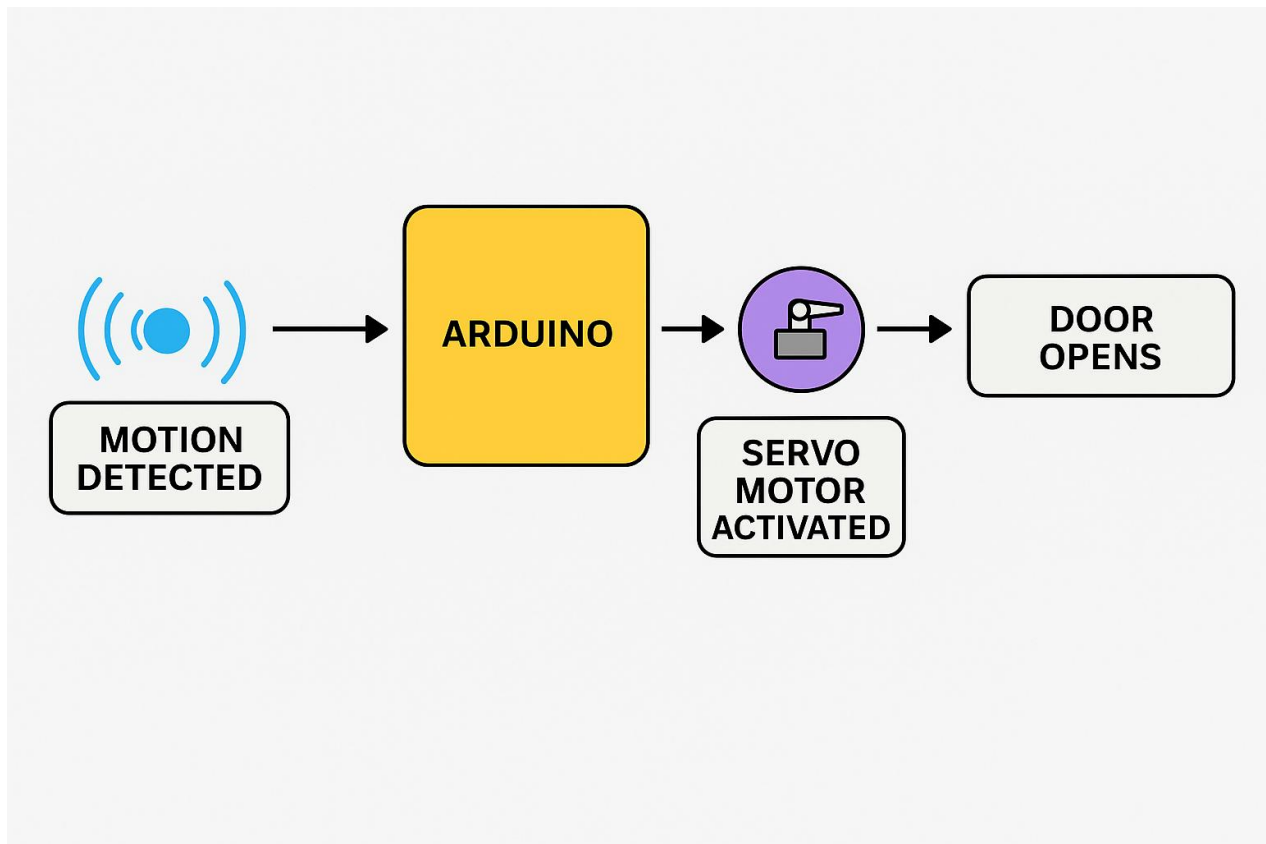 MOTION
DETECTED
ARDUINO
SERVO
MOTOR
ACTIVATED
DOOR
OPENS